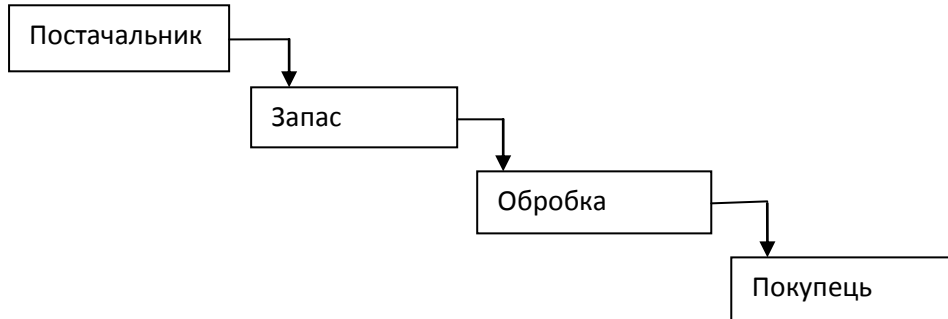 Постачальник
Запас
Обробка
Покупець